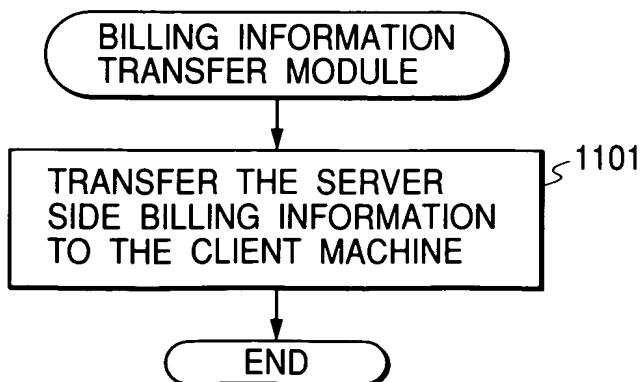 BILLING INFORMATION
TRANSFER MODULE
1101
TRANSFER THE SERVER
SIDE BILLING INFORMATION
TO THE CLIENT MACHINE
END